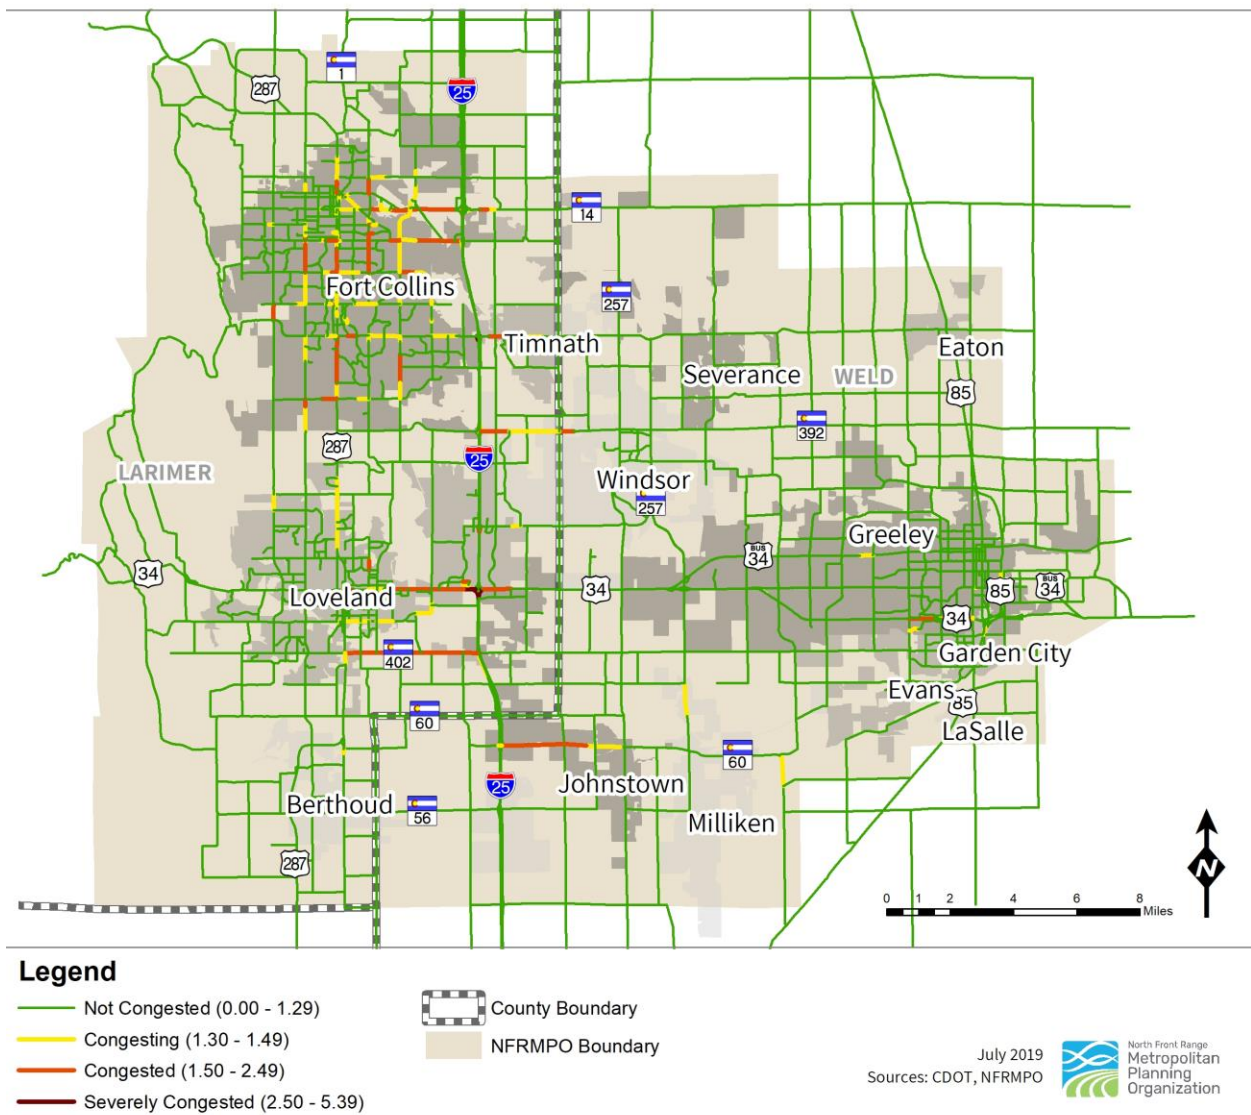 1
287
25
14
Fort Collins
257
Timnath
Eaton
Severance
WELD
85
392
287
25
LARIMER
Windsor
257
Greeley
BUS
34
34
Loveland
34
85
BUS
34
34
402
Garden City
Evans
85
60
LaSalle
60
25
Johnstown
Berthoud
56
Milliken
287
N
0 1 2 4 6 8
Miles
Legend
Not Congested (0.00 - 1.29)
Congesting (1.30 - 1.49)
Congested (1.50 - 2.49)
Severely Congested (2.50 - 5.39)
County Boundary
NFRMPO Boundary
July 2019
Sources: CDOT, NFRMPO
North Front Range
Metropolitan
Planning
Organization